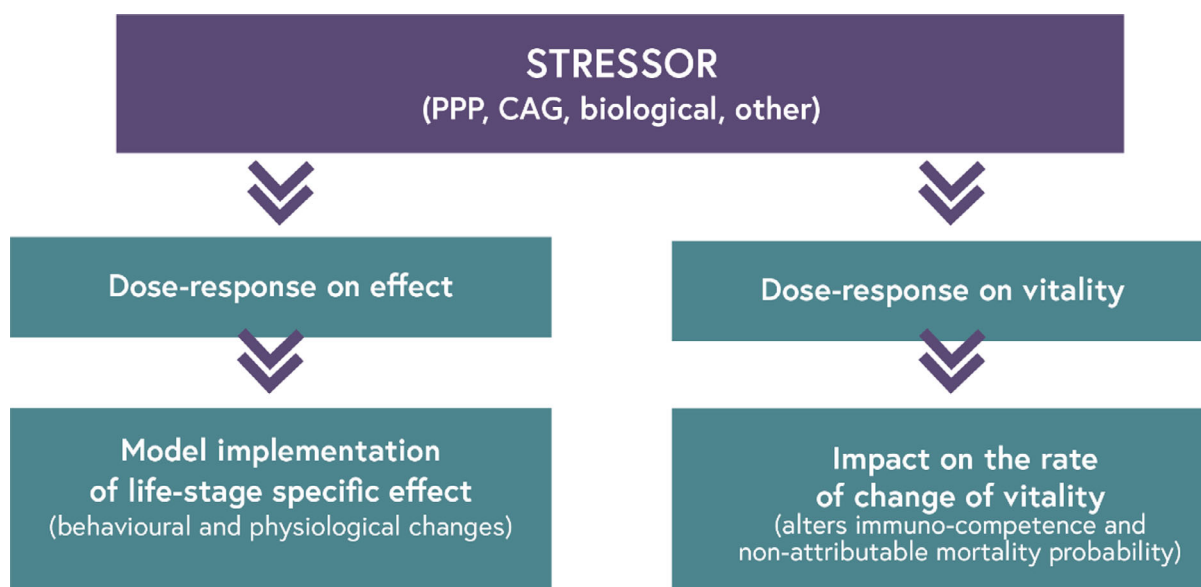 STRESSOR
(PPP, CAG, biological, other)
Dose-response on effect
Dose-response on vitality
Model implementation
of life-stage specific effect
(behavioural and physiological changes)
Impact on the rate
of change of vitality
(alters immuno-competence and
non-attributable mortality probability)